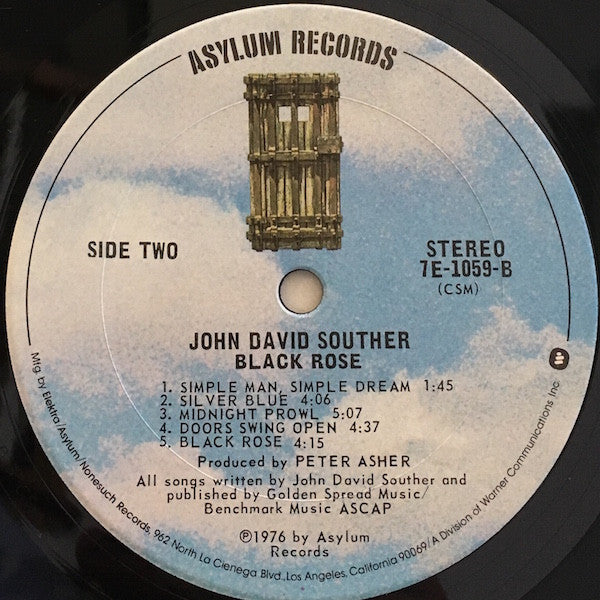 ASYLUM RECORDS
SIDE TWO
STEREO
7E-1059-B
(CSM)
JOHN DAVID SOUTHER
BLACK ROSE
1. SIMPLE MAN, SIMPLE DREAM 1:45
2. SILVER BLUE 4:06
3. MIDNIGHT PROWL 5:07
4. DOORS SWING OPEN 4:37
5. BLACK ROSE 4:15
Produced by PETER ASHER
All songs written by John David Souther and
published by Golden Spread Music/
Benchmark Music ASCAP
℗1976 by Asylum
Records
Mfg. by Elektra/Asylum/Nonesuch Records, 962 North La Cienega Blvd., Los Angeles, California 90069/A Division of Warner Communications Inc.